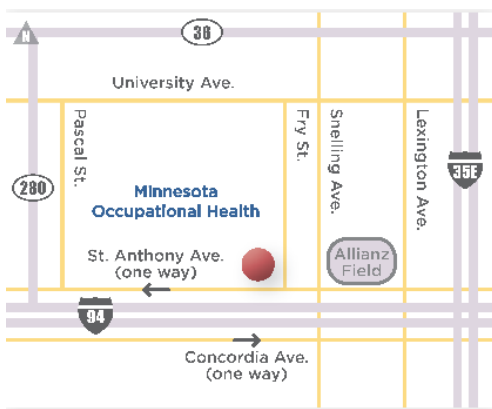 N
36
University Ave.
Pascal St.
Fry St.
Snelling Ave.
Lexington Ave.
280
35E
Minnesota
Occupational Health
St. Anthony Ave.
(one way)
Allianz
Field
94
Concordia Ave.
(one way)